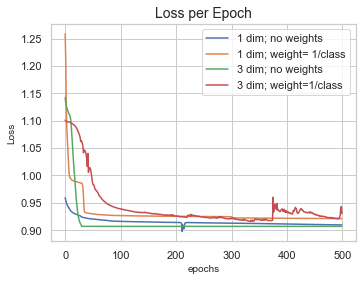 Loss per Epoch
1 dim; no weights
1 dim; weight= 1/class
3 dim; no weights
3 dim; weight=1/class
Loss
1.25
1.20
1.15
1.10
1.05
1.00
0.95
0.90
0
100
200
300
400
500
epochs